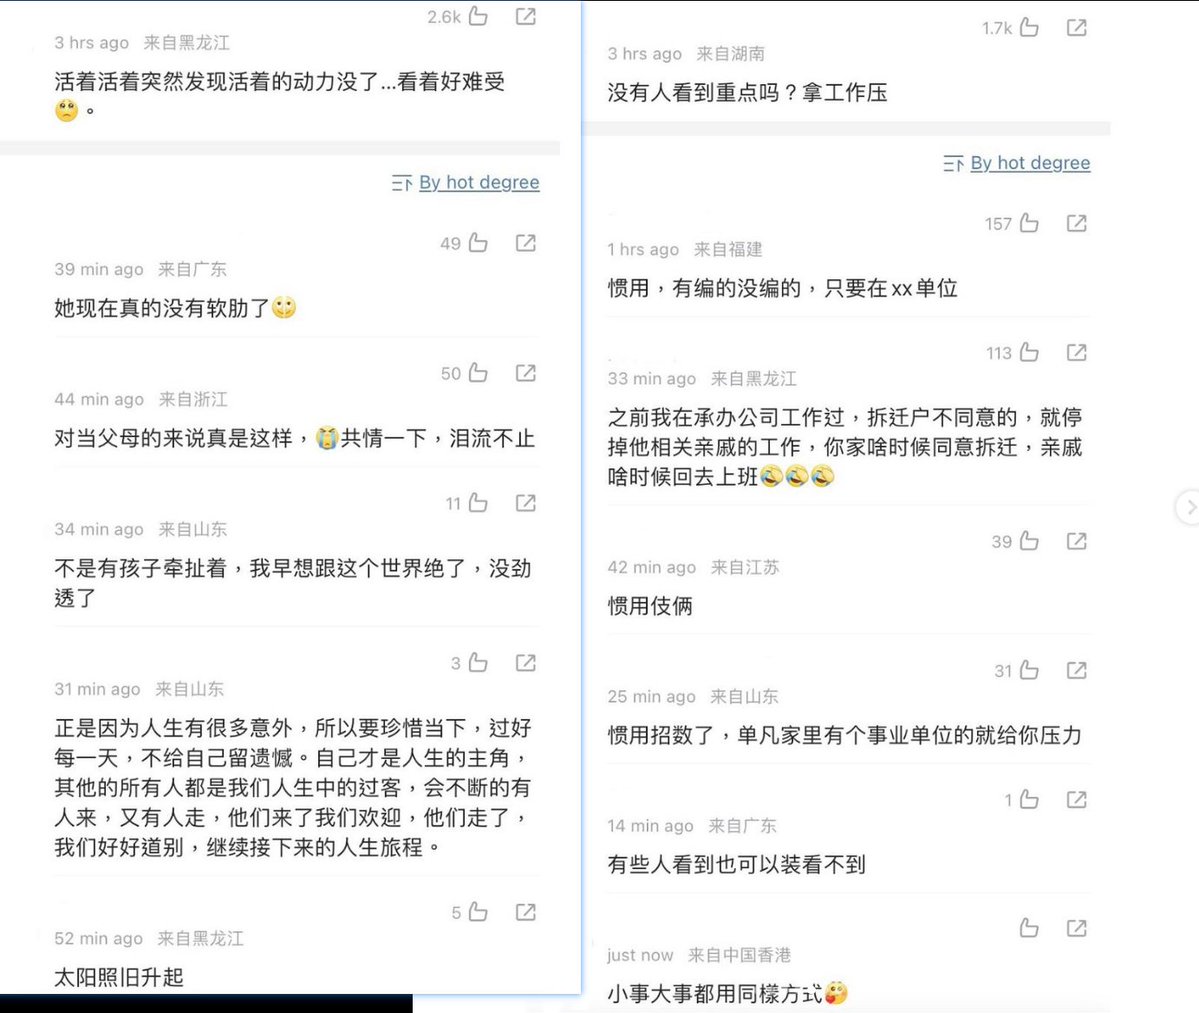 2.6k
3 hrs ago 来自黑龙江
活着活着突然发现活着的动力没了...看着好难受
🥺。
By hot degree
49
39 min ago 来自广东
她现在真的没有软肋了🙂
50
44 min ago 来自浙江
对当父母的来说真是这样，😭共情一下，泪流不止
11
34 min ago 来自山东
不是有孩子牵扯着，我早想跟这个世界绝了，没劲
透了
3
31 min ago 来自山东
正是因为人生有很多意外，所以要珍惜当下，过好
每一天，不给自己留遗憾。自己才是人生的主角，
其他的所有人都是我们人生中的过客，会不断的有
人来，又有人走，他们来了我们欢迎，他们走了，
我们好好道别，继续接下来的人生旅程。
5
52 min ago 来自黑龙江
太阳照旧升起
1.7k
3 hrs ago 来自湖南
没有人看到重点吗？拿工作压
By hot degree
157
1 hrs ago 来自福建
惯用，有编的没编的，只要在xx单位
113
33 min ago 来自黑龙江
之前我在承办公司工作过，拆迁户不同意的，就停
掉他相关亲戚的工作，你家啥时候同意拆迁，亲戚
啥时候回去上班🤣🤣🤣
39
42 min ago 来自江苏
惯用伎俩
31
25 min ago 来自山东
惯用招数了，单凡家里有个事业单位的就给你压力
1
14 min ago 来自广东
有些人看到也可以装看不到
just now 来自中国香港
小事大事都用同樣方式🥰